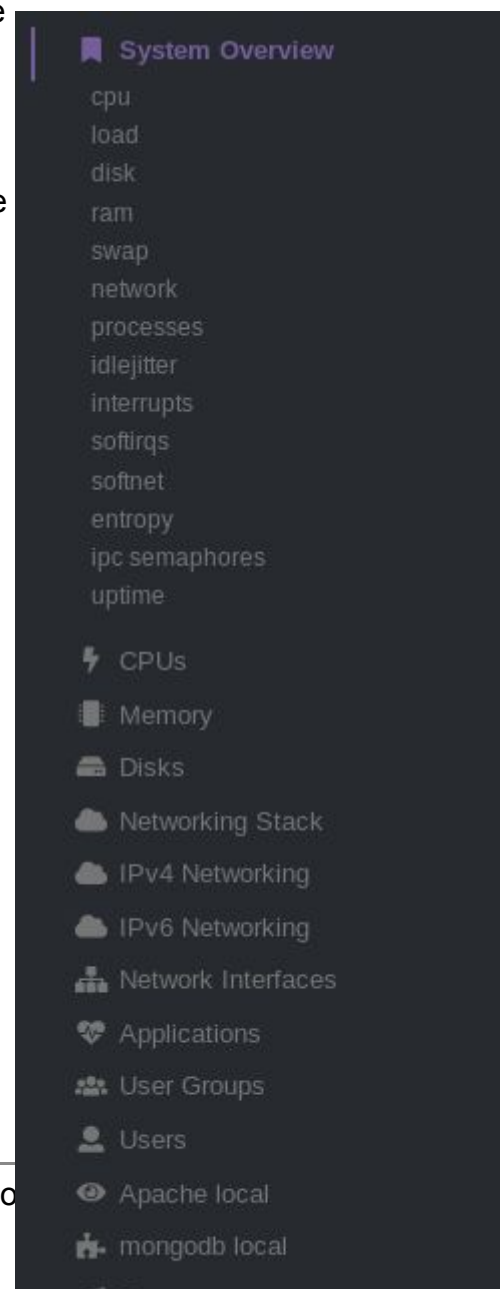 e
System Overview
cpu
load
disk
ram
e
swap
network
processes
idlejitter
interrupts
softirqs
softnet
entropy
ipc semaphores
uptime
CPUs
Memory
Disks
Networking Stack
IPv4 Networking
IPv6 Networking
Network Interfaces
Applications
User Groups
Users
Apache local
o
mongodb local